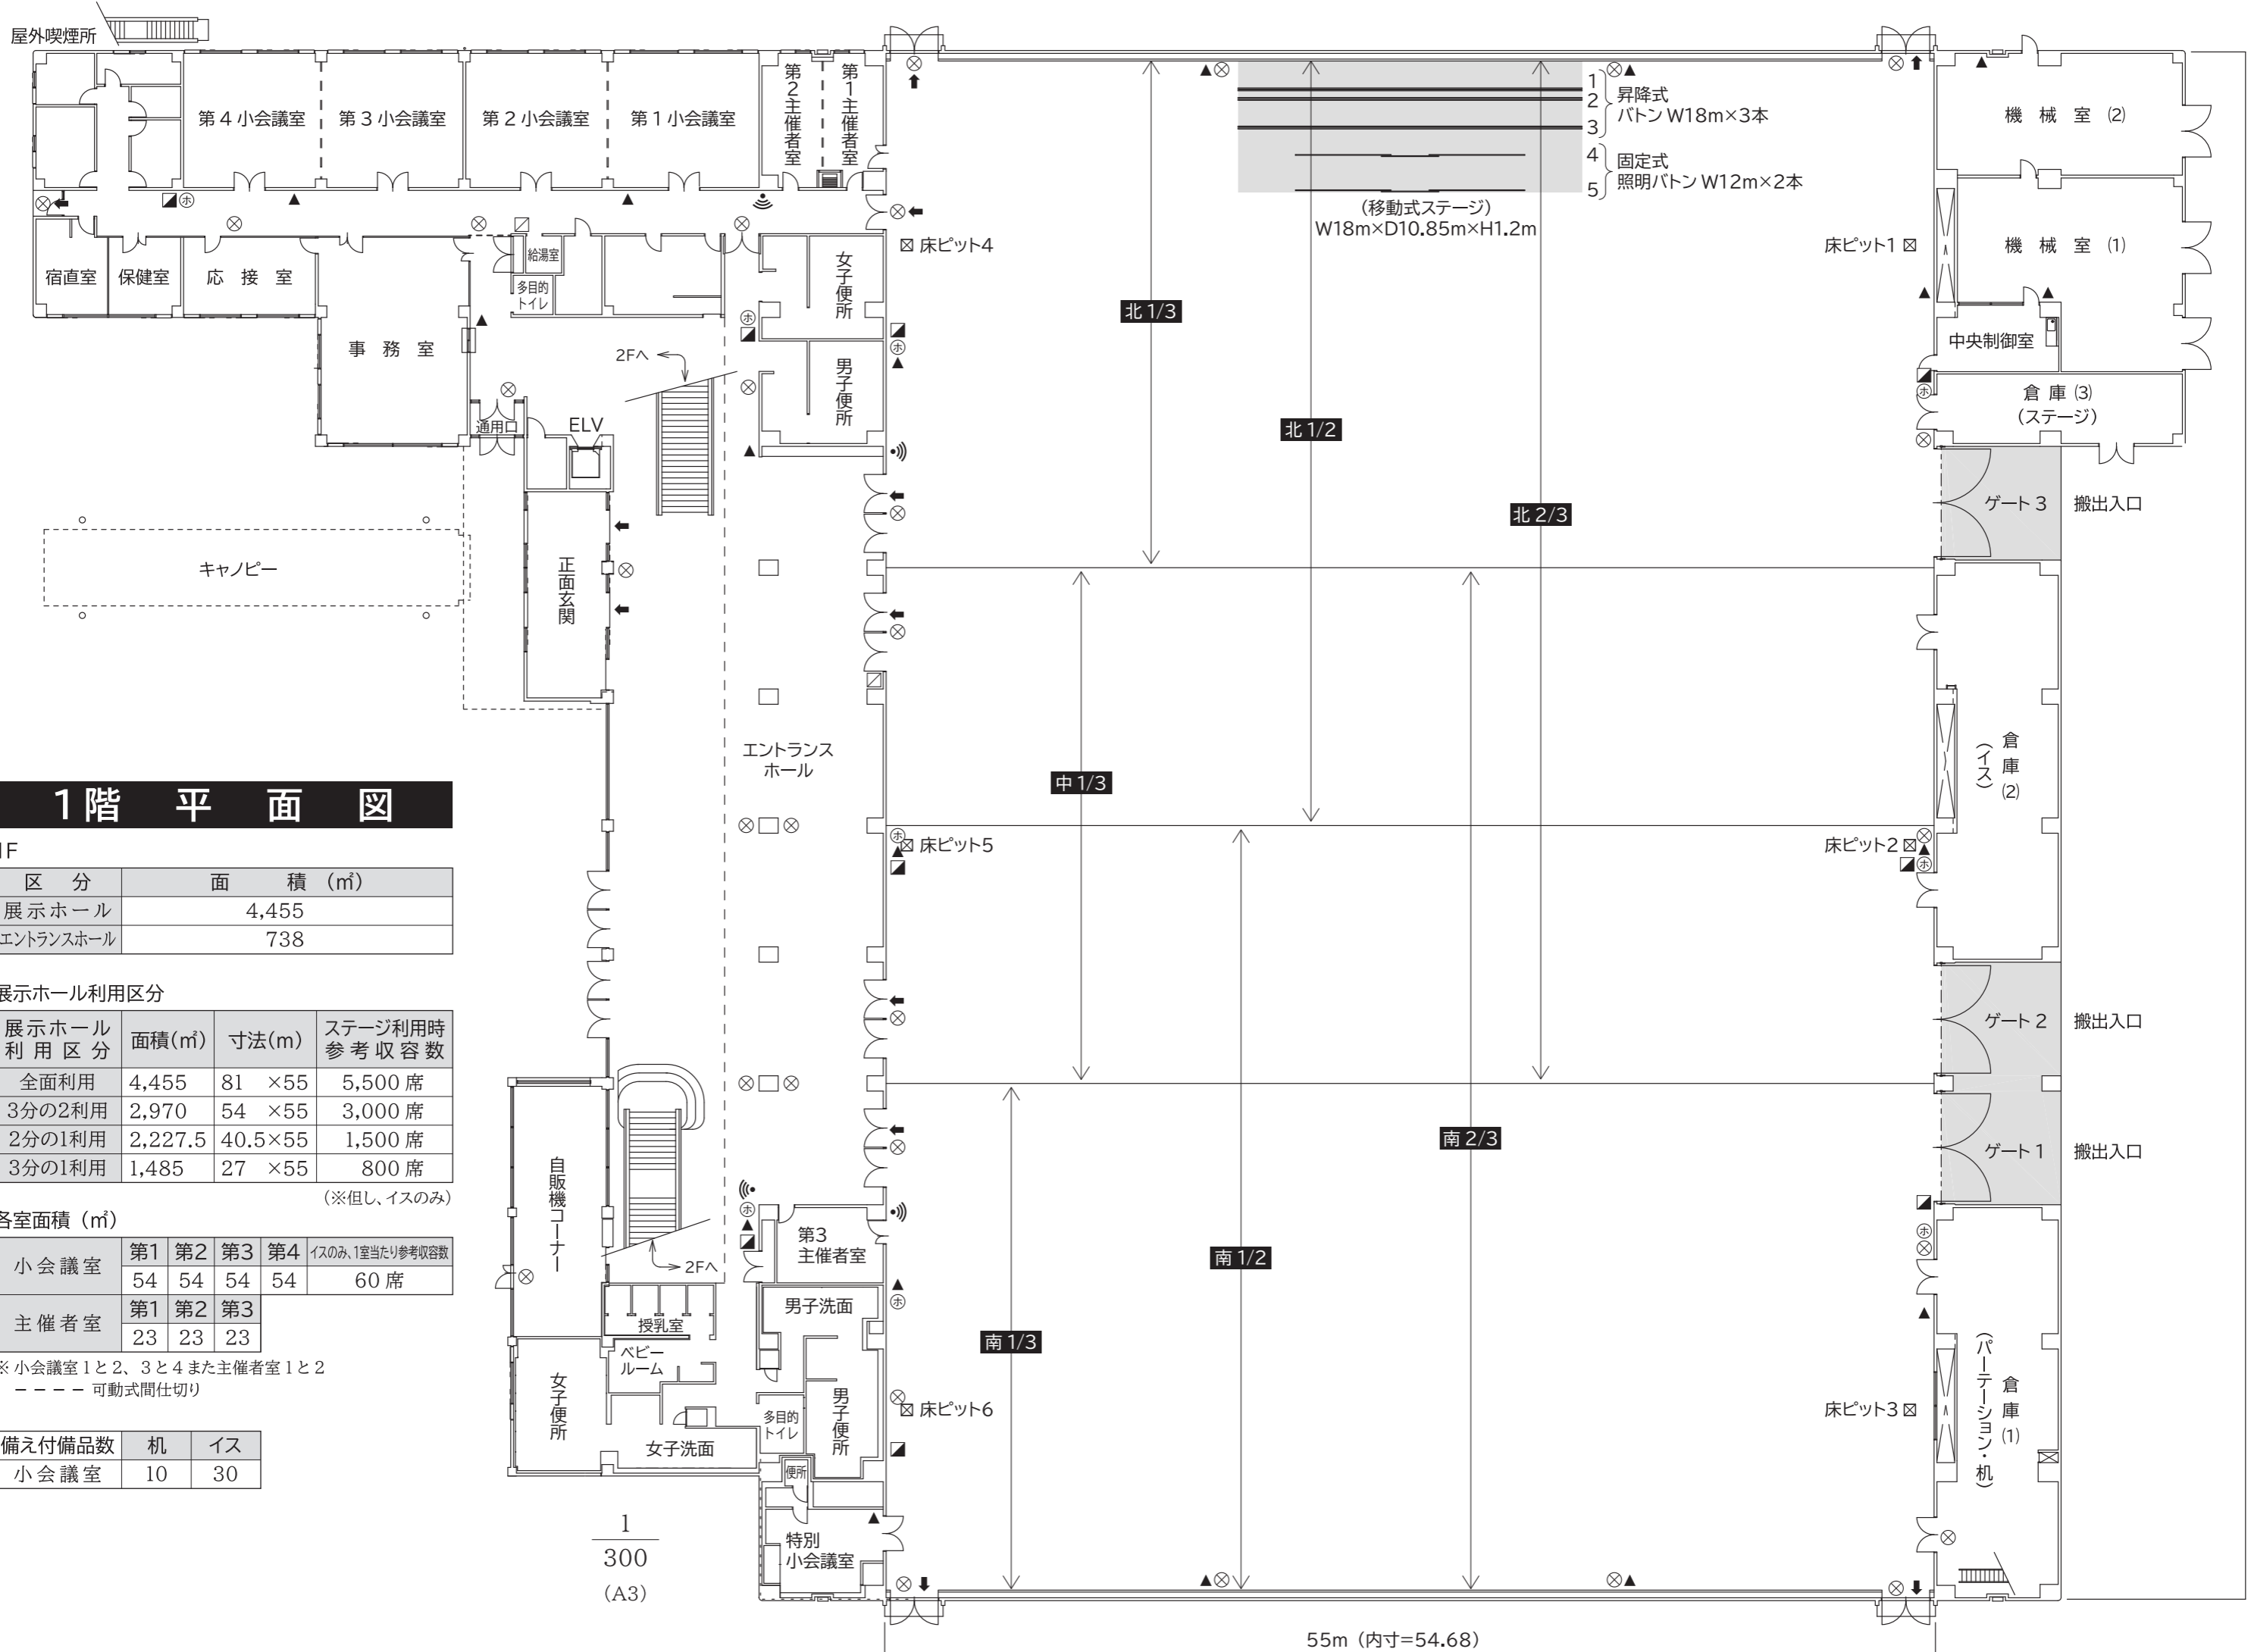 屋外喫煙所
第4小会議室
第3小会議室
第2小会議室
第1小会議室
第2主催者室
第1主催者室
1
2
3
昇降式
バトン W18m×3本
4
5
固定式
照明バトン W12m×2本
(移動式ステージ)
W18m×D10.85m×H1.2m
機械室 (2)
機械室 (1)
床ピット4
床ピット1
宿直室
保健室
応接室
給湯室
多目的
トイレ
女子便所
事務室
2Fへ
男子便所
北 1/3
中央制御室
倉庫 (3)
(ステージ)
通用口
ELV
北 1/2
北 2/3
ゲート 3
搬出入口
キャノピー
正面玄関
エントランス
ホール
中 1/3
倉庫 (2)
(イス)
床ピット5
床ピット2
ゲート 2
搬出入口
南 2/3
ゲート 1
搬出入口
自販機コーナー
第3
主催者室
南 1/2
2Fへ
男子洗面
授乳室
ベビー
ルーム
南 1/3
女子便所
多目的
トイレ
男子便所
床ピット6
床ピット3
倉庫 (1)
(パーテーション・机)
女子洗面
便所
特別
小会議室
1
300
(A3)
55m (内寸=54.68)
1階 平面図
1F
区分 面積 (㎡)
展示ホール 4,455
エントランスホール 738
展示ホール利用区分
展示ホール
利用区分 面積(㎡) 寸法(m) ステージ利用時
参考収容数
全面利用 4,455 81 ×55 5,500 席
3分の2利用 2,970 54 ×55 3,000 席
2分の1利用 2,227.5 40.5×55 1,500 席
3分の1利用 1,485 27 ×55 800 席
(※但し、イスのみ)
各室面積 (㎡)
小会議室 第1 第2 第3 第4 イスのみ、1室当たり参考収容数
54 54 54 54 60 席
主催者室 第1 第2 第3
23 23 23
※ 小会議室1と2、3と4また主催者室1と2
---- 可動式間仕切り
備え付備品数 机 イス
小会議室 10 30